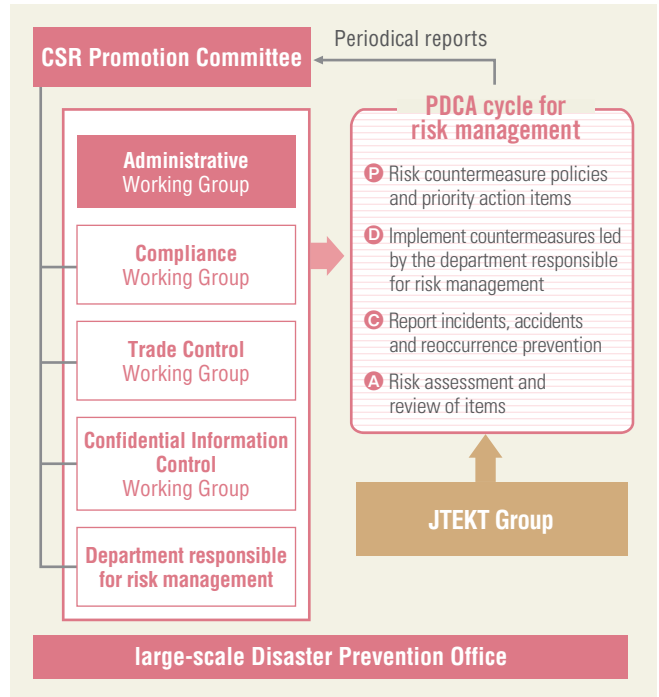 CSR Promotion Committee
Periodical reports
Administrative
Working Group
Compliance
Working Group
Trade Control
Working Group
Confidential Information
Control
Working Group
Department responsible
for risk management
PDCA cycle for
risk management
P Risk countermeasure policies
and priority action items
D Implement countermeasures led
by the department responsible
for risk management
C Report incidents, accidents
and reoccurrence prevention
A Risk assessment and
review of items
JTEKT Group
large-scale Disaster Prevention Office